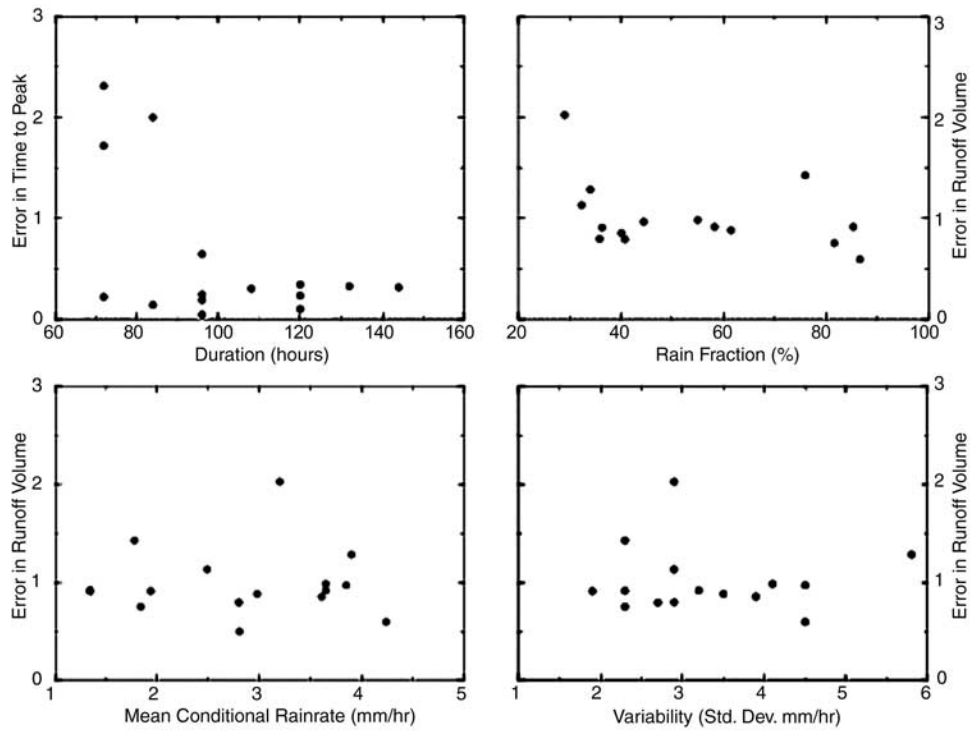 3
2
1
0
Error in Time to Peak
60 80 100 120 140 160
Duration (hours)
3
2
1
0
Error in Runoff Volume
20 40 60 80 100
Rain Fraction (%)
3
2
1
0
Error in Runoff Volume
1 2 3 4 5
Mean Conditional Rainrate (mm/hr)
3
2
1
0
Error in Runoff Volume
1 2 3 4 5 6
Variability (Std. Dev. mm/hr)